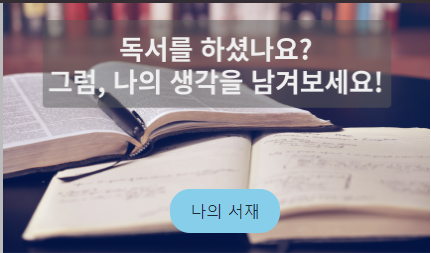 독서를 하셨나요?
그럼, 나의 생각을 남겨보세요!
나의 서재